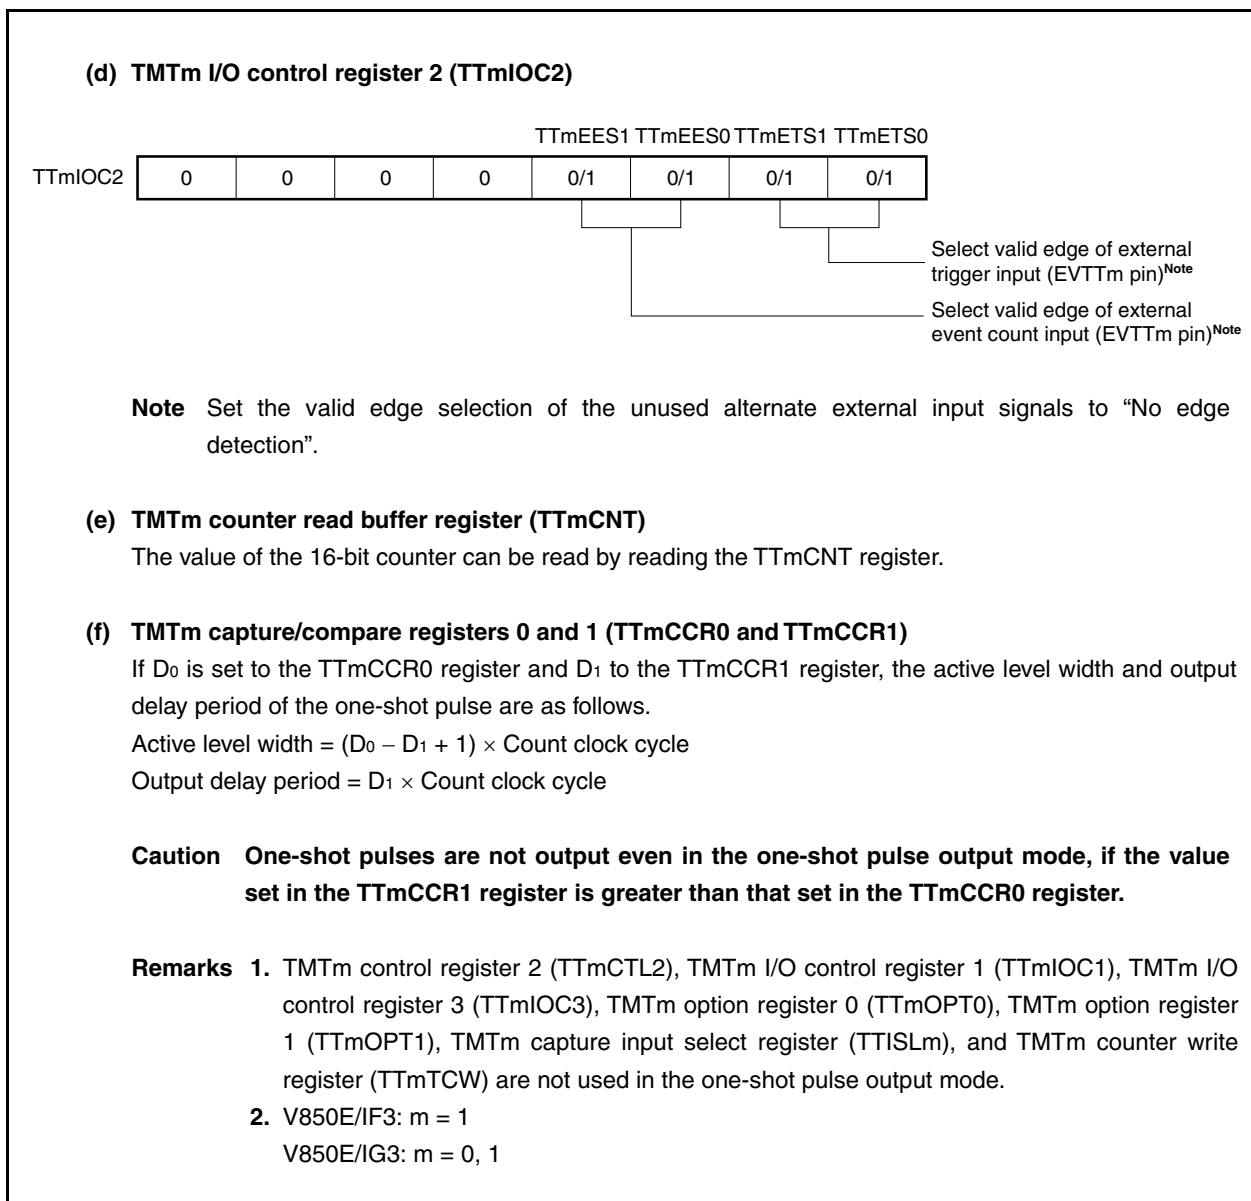 (d) TMTm I/O control register 2 (TTmIOC2)
TTmEES1 TTmEES0 TTmETS1 TTmETS0
TTmIOC2 0 0 0 0 0/1 0/1 0/1 0/1
Select valid edge of external
trigger input (EVTTm pin)Note
Select valid edge of external
event count input (EVTTm pin)Note
Note Set the valid edge selection of the unused alternate external input signals to “No edge
detection”.
(e) TMTm counter read buffer register (TTmCNT)
The value of the 16-bit counter can be read by reading the TTmCNT register.
(f) TMTm capture/compare registers 0 and 1 (TTmCCR0 and TTmCCR1)
If D0 is set to the TTmCCR0 register and D1 to the TTmCCR1 register, the active level width and output
delay period of the one-shot pulse are as follows.
Active level width = (D0 − D1 + 1) × Count clock cycle
Output delay period = D1 × Count clock cycle
Caution One-shot pulses are not output even in the one-shot pulse output mode, if the value
set in the TTmCCR1 register is greater than that set in the TTmCCR0 register.
Remarks 1. TMTm control register 2 (TTmCTL2), TMTm I/O control register 1 (TTmIOC1), TMTm I/O
control register 3 (TTmIOC3), TMTm option register 0 (TTmOPT0), TMTm option register
1 (TTmOPT1), TMTm capture input select register (TTISLm), and TMTm counter write
register (TTmTCW) are not used in the one-shot pulse output mode.
2. V850E/IF3: m = 1
V850E/IG3: m = 0, 1